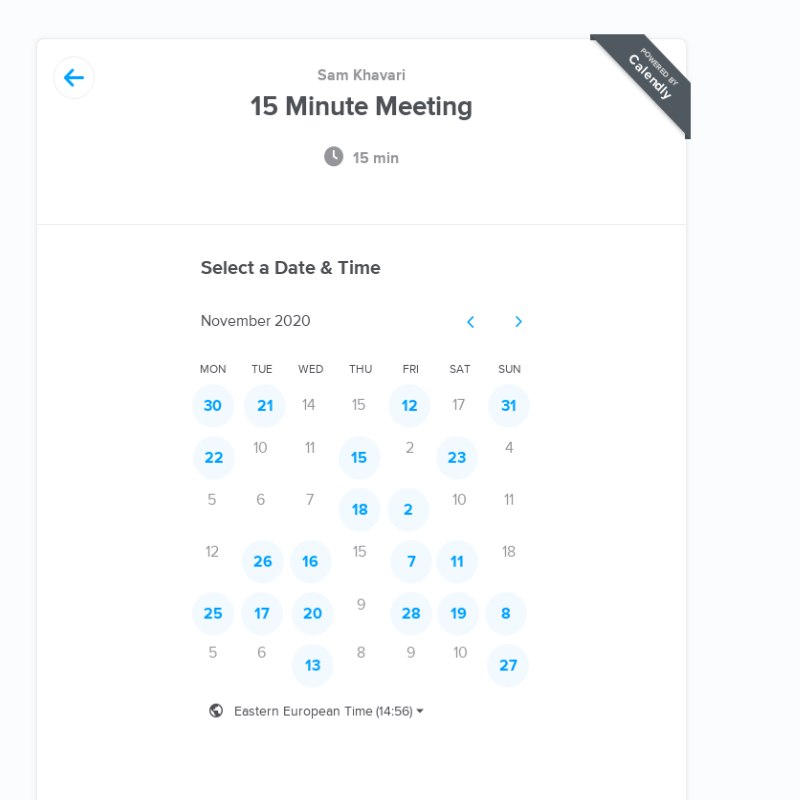 POWERED BY
Calendly
Sam Khavari
15 Minute Meeting
15 min
Select a Date & Time
November 2020
MON TUE WED THU FRI SAT SUN
30 21 14 15 12 17 31
22 10 11 15 2 23 4
5 6 7 18 2 10 11
12 26 16 15 7 11 18
25 17 20 9 28 19 8
5 6 13 8 9 10 27
Eastern European Time (14:56)